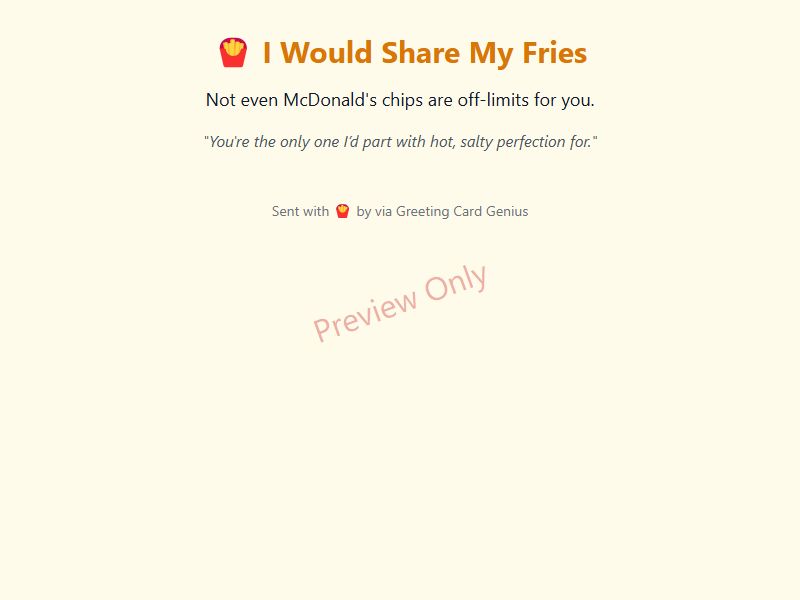 🍟 I Would Share My Fries
Not even McDonald's chips are off-limits for you.
"You're the only one I’d part with hot, salty perfection for."
Sent with 🍟 by via Greeting Card Genius
Preview Only